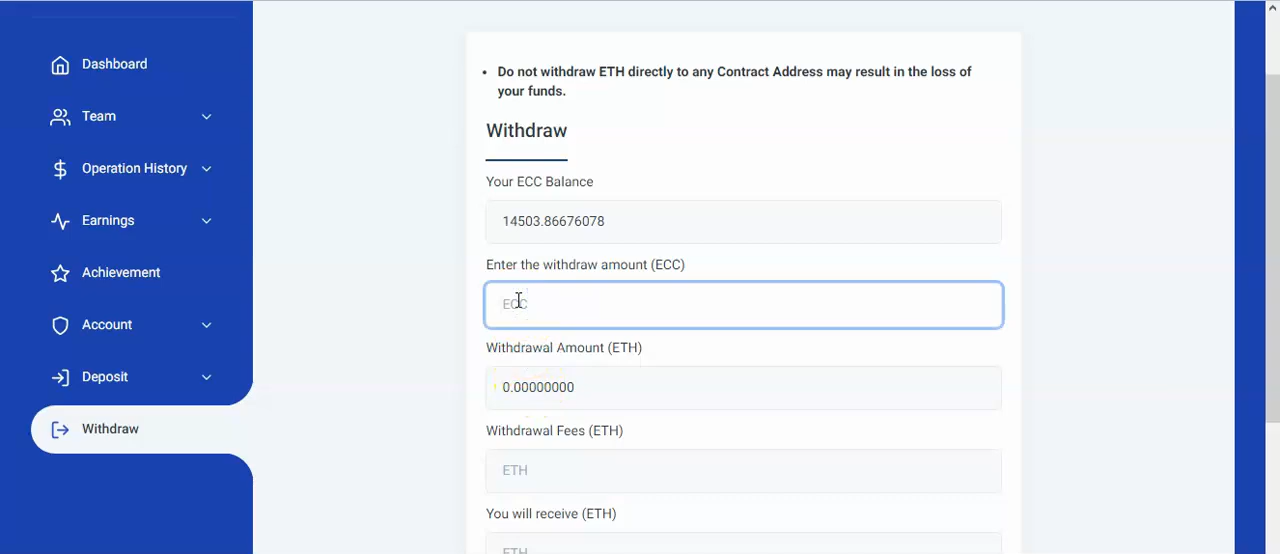 Dashboard
Team
Operation History
Earnings
Achievement
Account
Deposit
Withdraw
• Do not withdraw ETH directly to any Contract Address may result in the loss of
your funds.
Withdraw
Your ECC Balance
14503.86676078
Enter the withdraw amount (ECC)
ECC
Withdrawal Amount (ETH)
0.00000000
Withdrawal Fees (ETH)
ETH
You will receive (ETH)
ETH